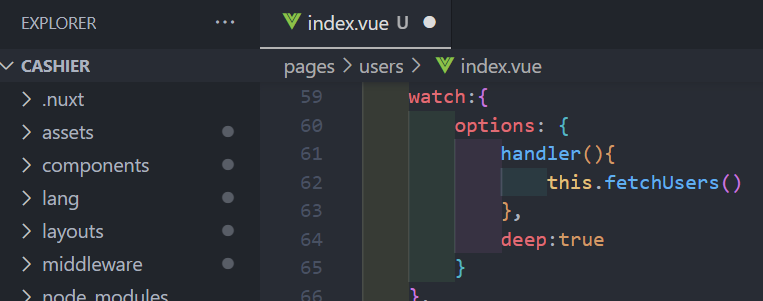 EXPLORER
···
index.vue U
CASHIER
pages > users > index.vue
.nuxt
assets
components
lang
layouts
middleware
node_modules
59 watch:{
60 options: {
61 handler(){
62 this.fetchUsers()
63 },
64 deep:true
65 }
66 },